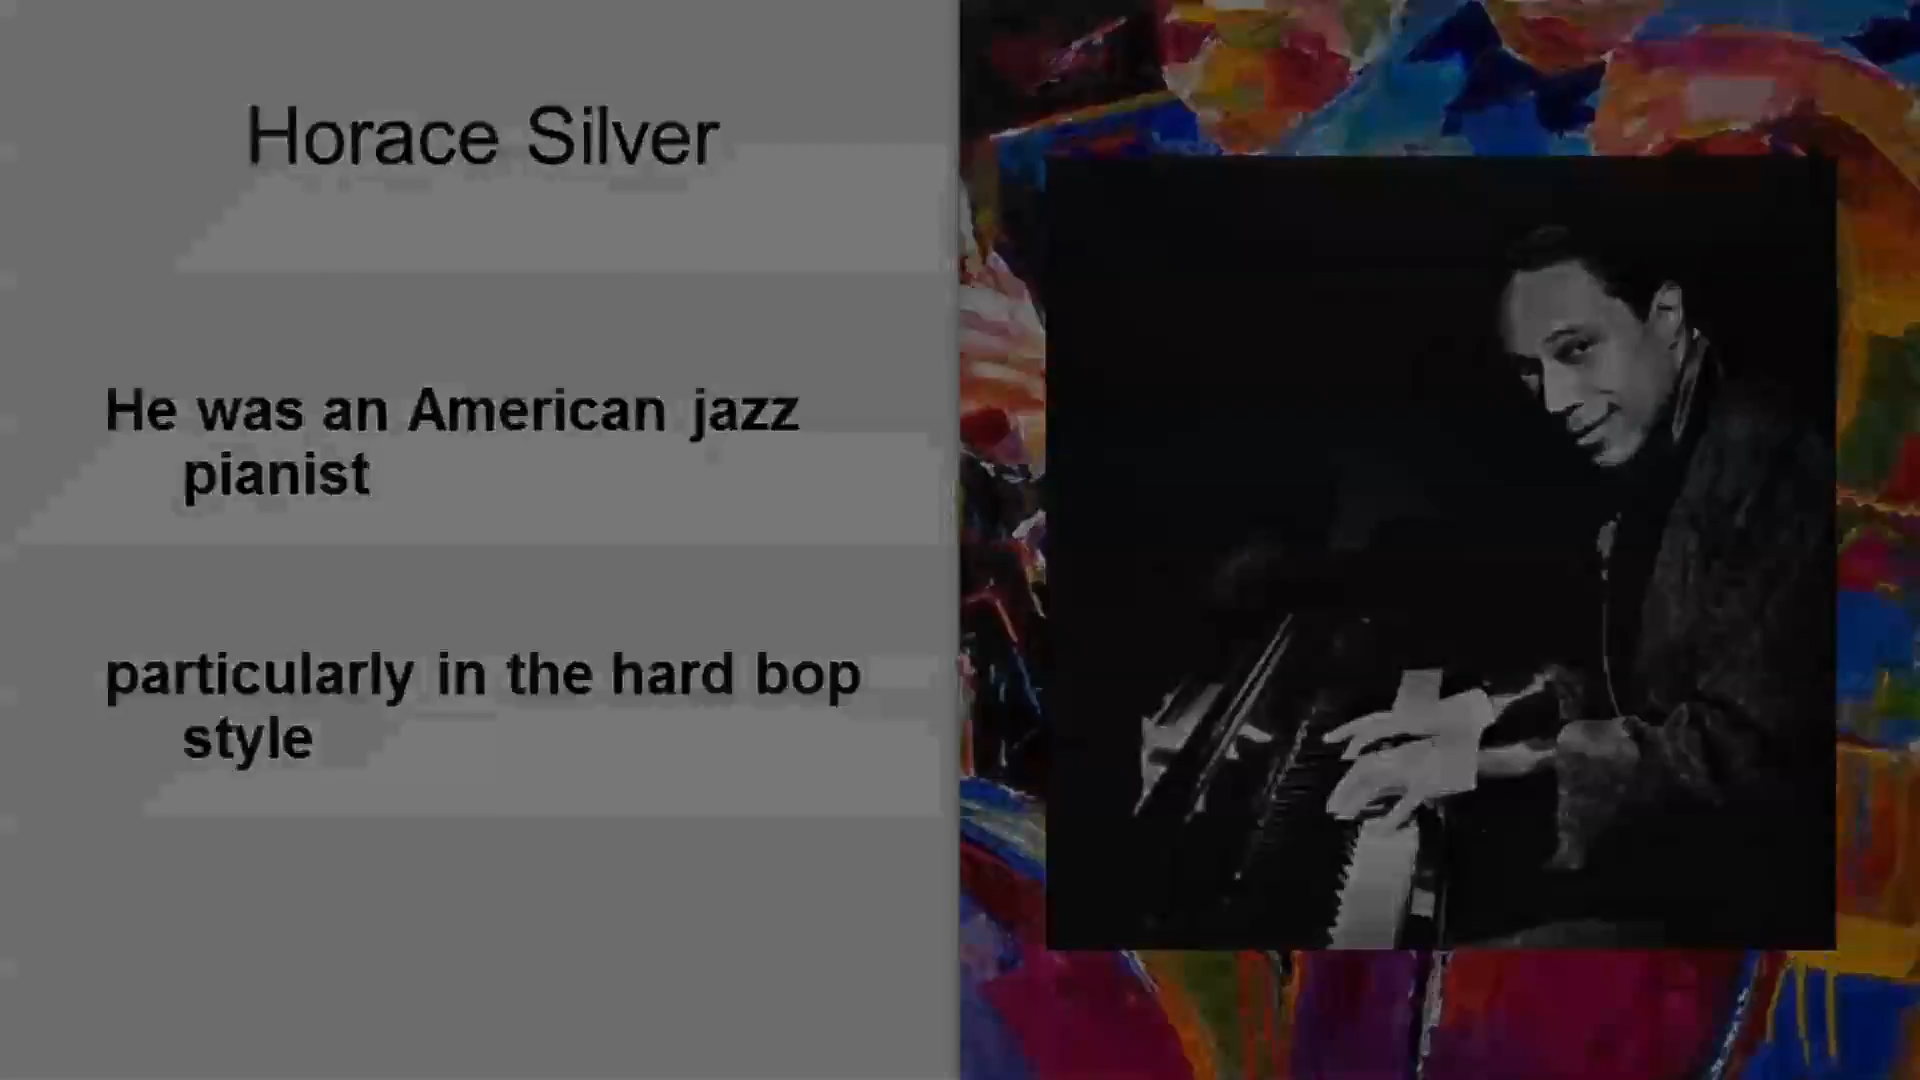 Horace Silver
He was an American jazz
pianist
particularly in the hard bop
style